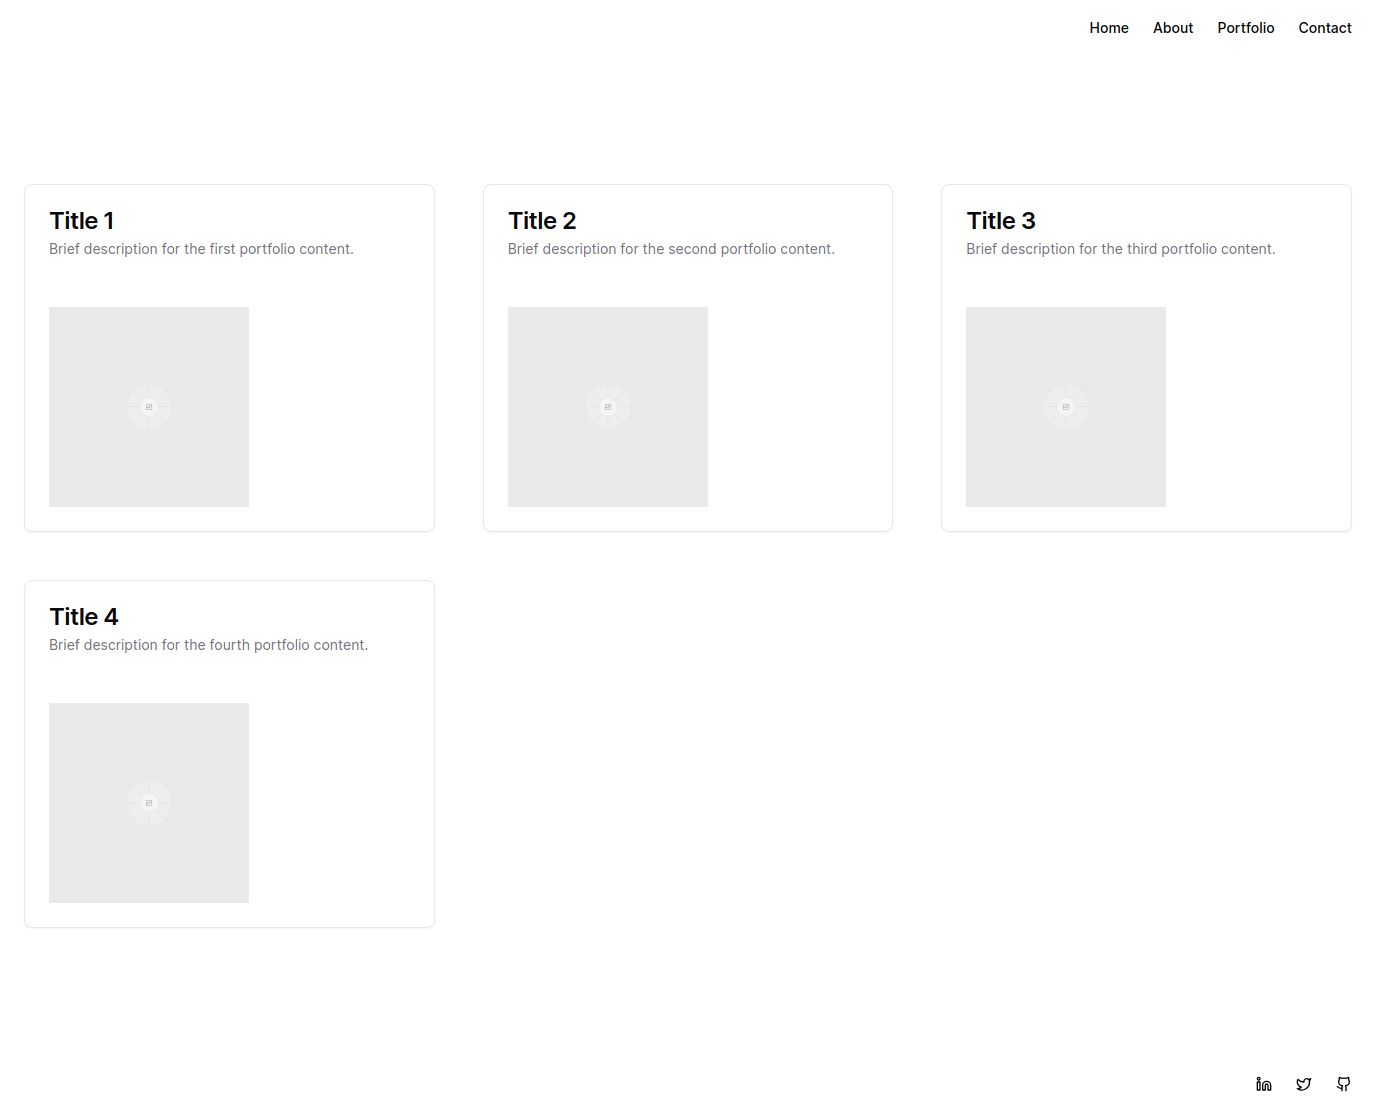 Home About Portfolio Contact
Title 1
Brief description for the first portfolio content.
Title 2
Brief description for the second portfolio content.
Title 3
Brief description for the third portfolio content.
Title 4
Brief description for the fourth portfolio content.